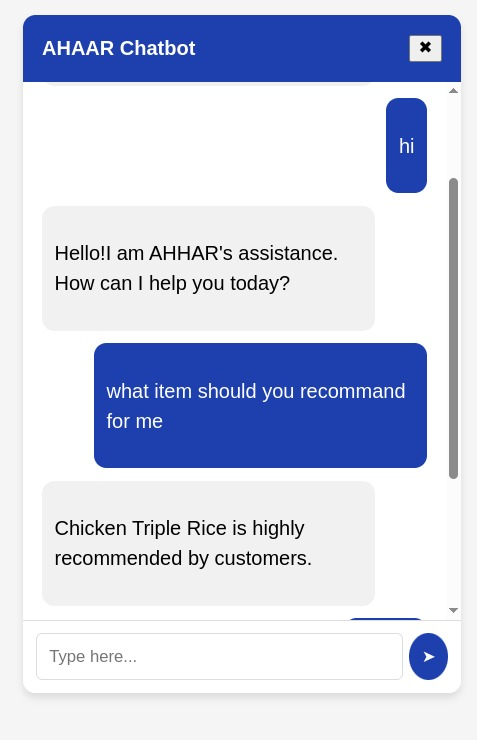 AHAAR Chatbot
✖
hi
Hello!I am AHHAR's assistance.
How can I help you today?
what item should you recommand
for me
Chicken Triple Rice is highly
recommended by customers.
Type here...
➤